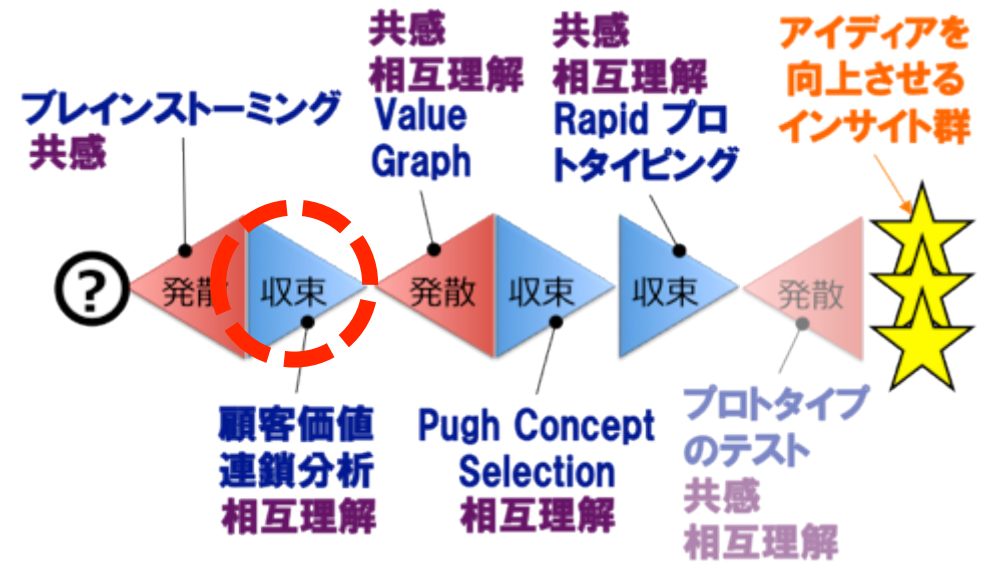 ブレインストーミング
共感
共感
相互理解
Value
Graph
共感
相互理解
Rapid プロ
トタイピング
アイディアを
向上させる
インサイト群
?
発散
収束
発散
収束
収束
発散
顧客価値
連鎖分析
相互理解
Pugh Concept
Selection
相互理解
プロトタイプ
のテスト
共感
相互理解